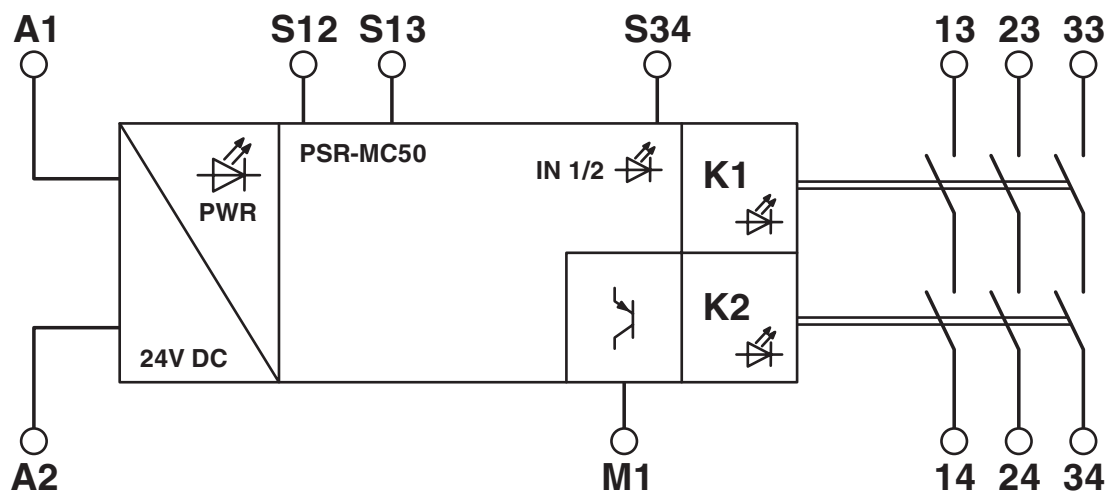 A1 S12 S13 S34 13 23 33
PSR-MC50
IN 1/2
K1
PWR
K2
24V DC
A2 M1 14 24 34